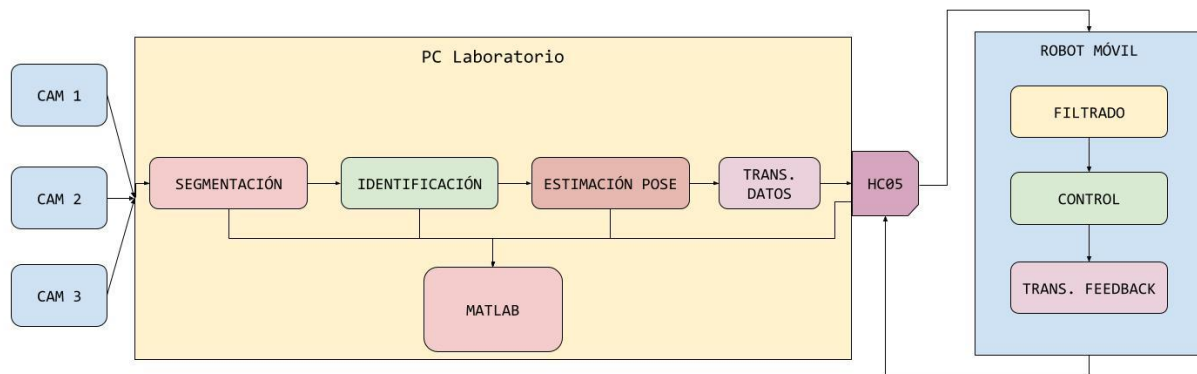 PC Laboratorio
CAM 1
CAM 2
CAM 3
SEGMENTACIÓN
IDENTIFICACIÓN
ESTIMACIÓN POSE
TRANS.
DATOS
HC05
MATLAB
ROBOT MÓVIL
FILTRADO
CONTROL
TRANS. FEEDBACK